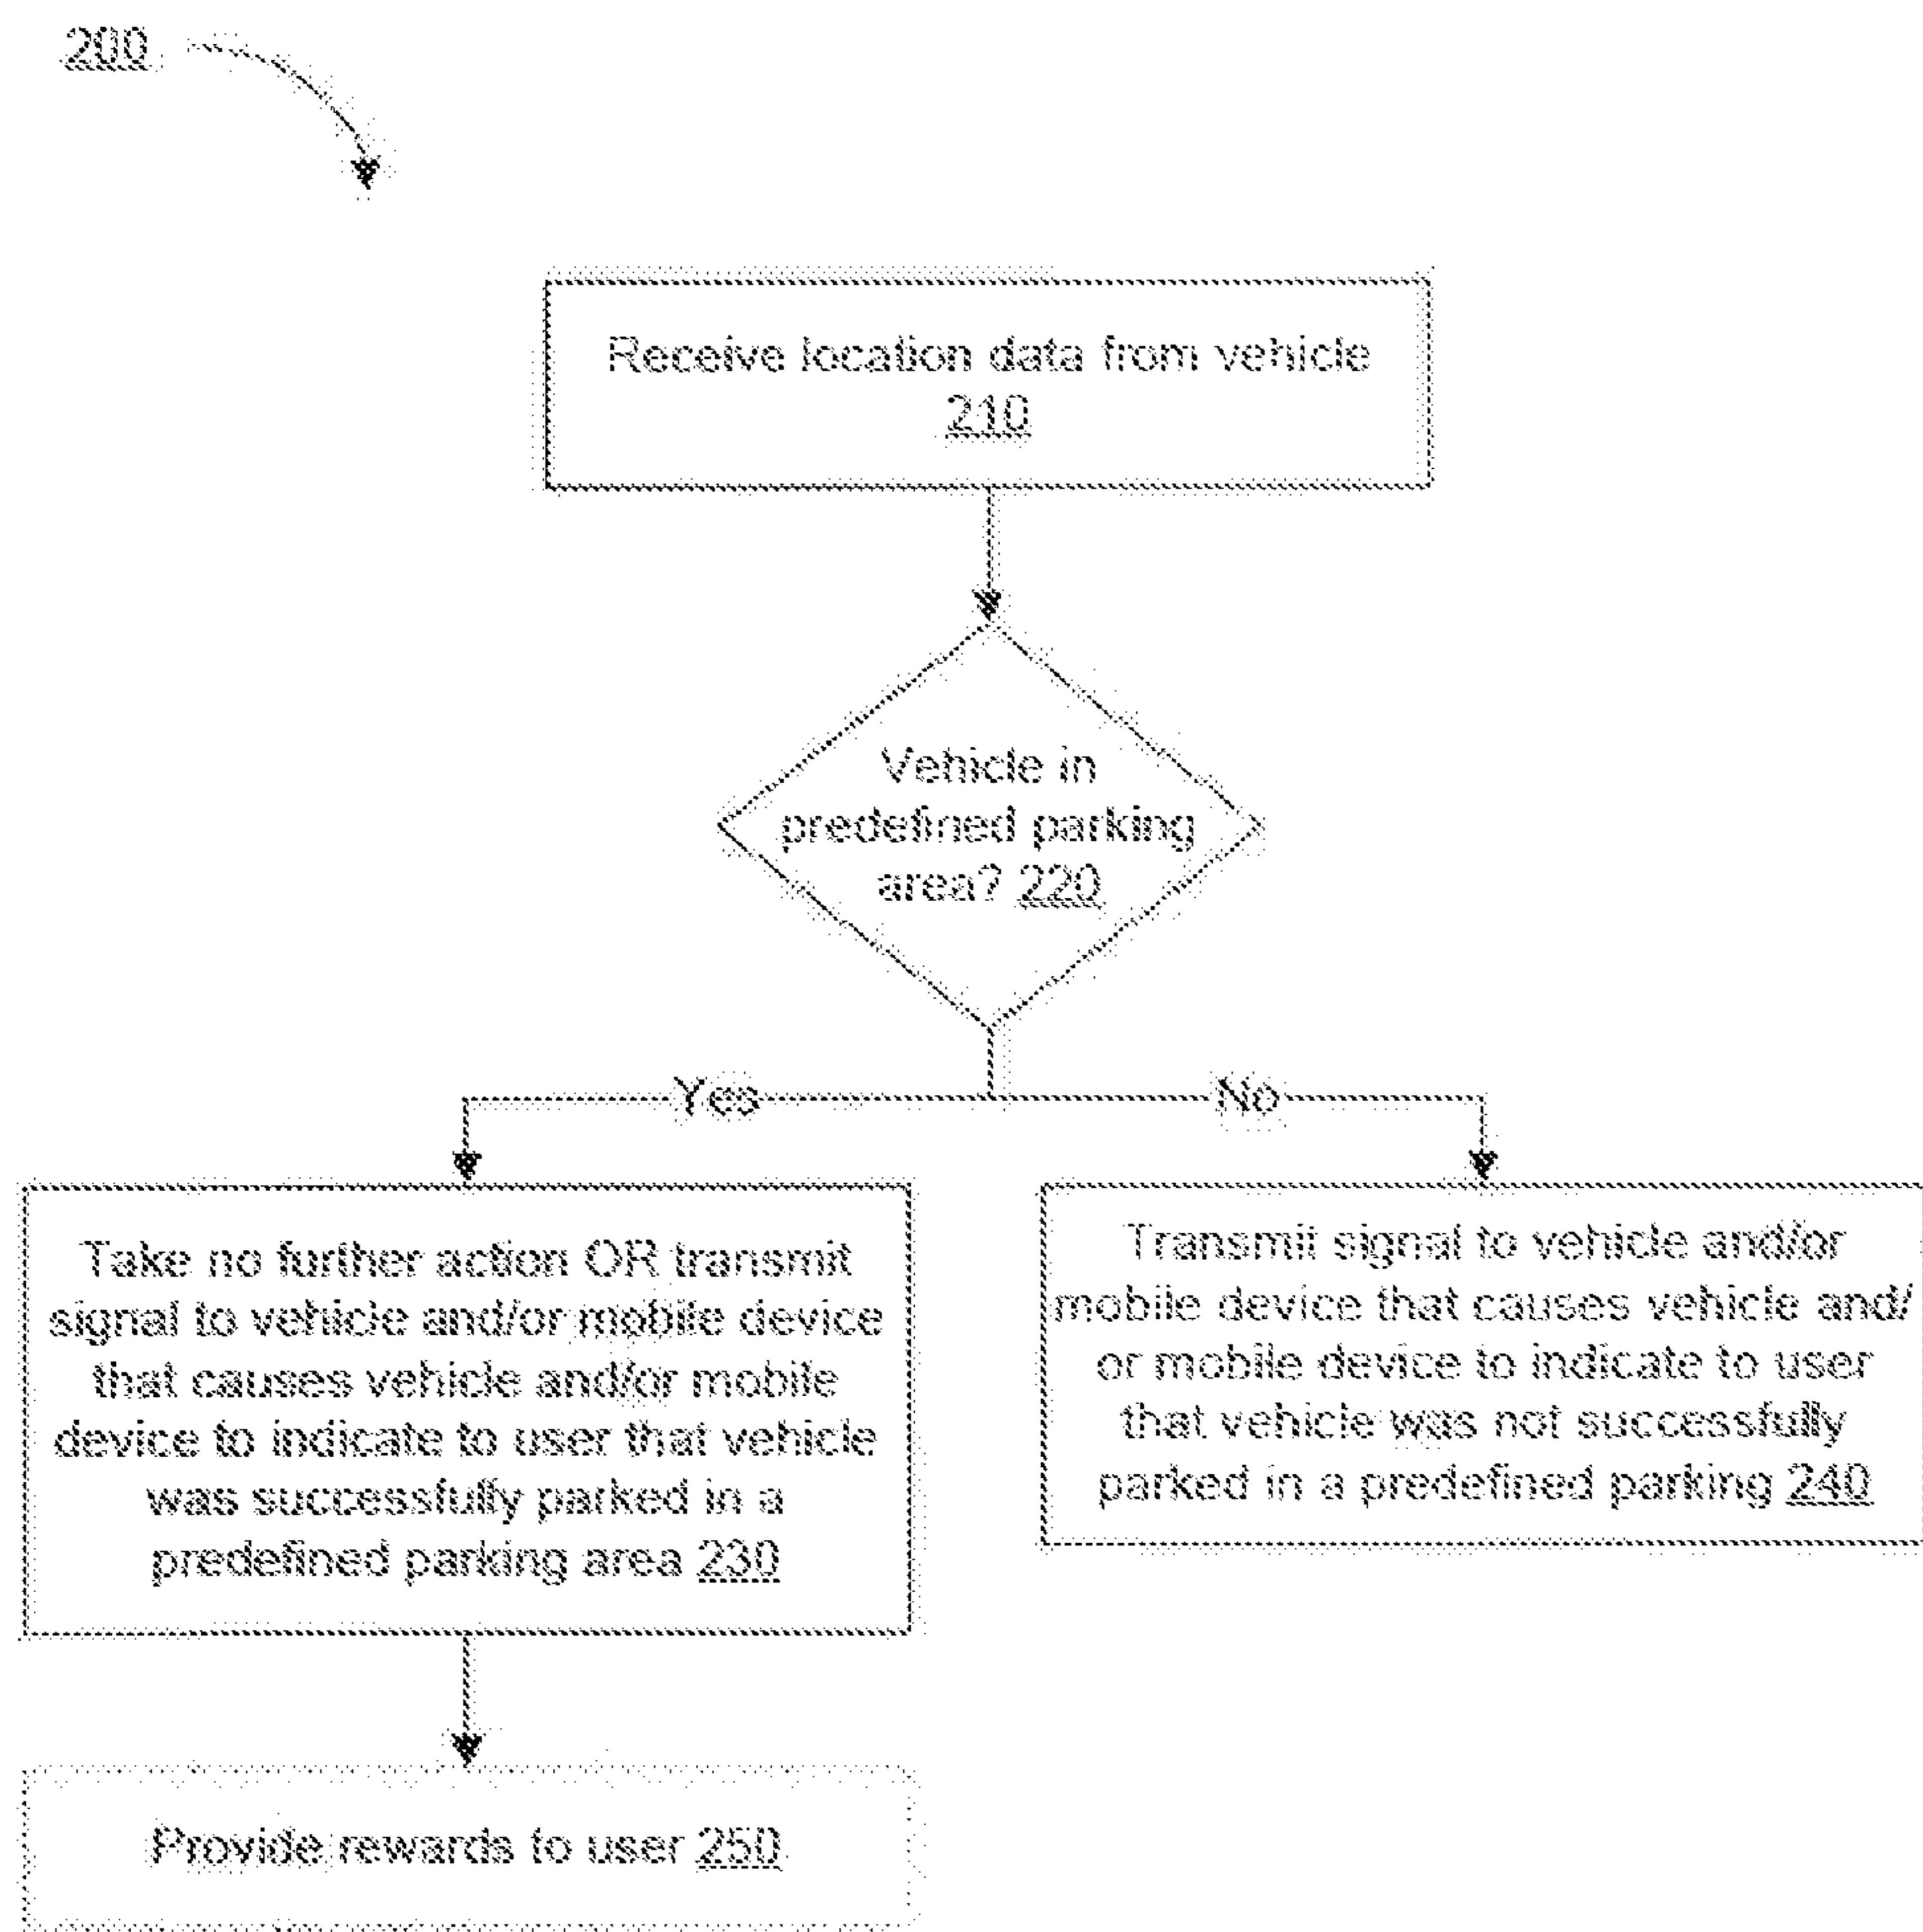 200
Receive location data from vehicle
210
Vehicle in
predefined parking
area? 220
Yes
No
Take no further action OR transmit
signal to vehicle and/or mobile device
that causes vehicle and/or mobile
device to indicate to user that vehicle
was successfully parked in a
predefined parking area 230
Transmit signal to vehicle and/or
mobile device that causes vehicle and/
or mobile device to indicate to user
that vehicle was not successfully
parked in a predefined parking 240
Provide rewards to user 250